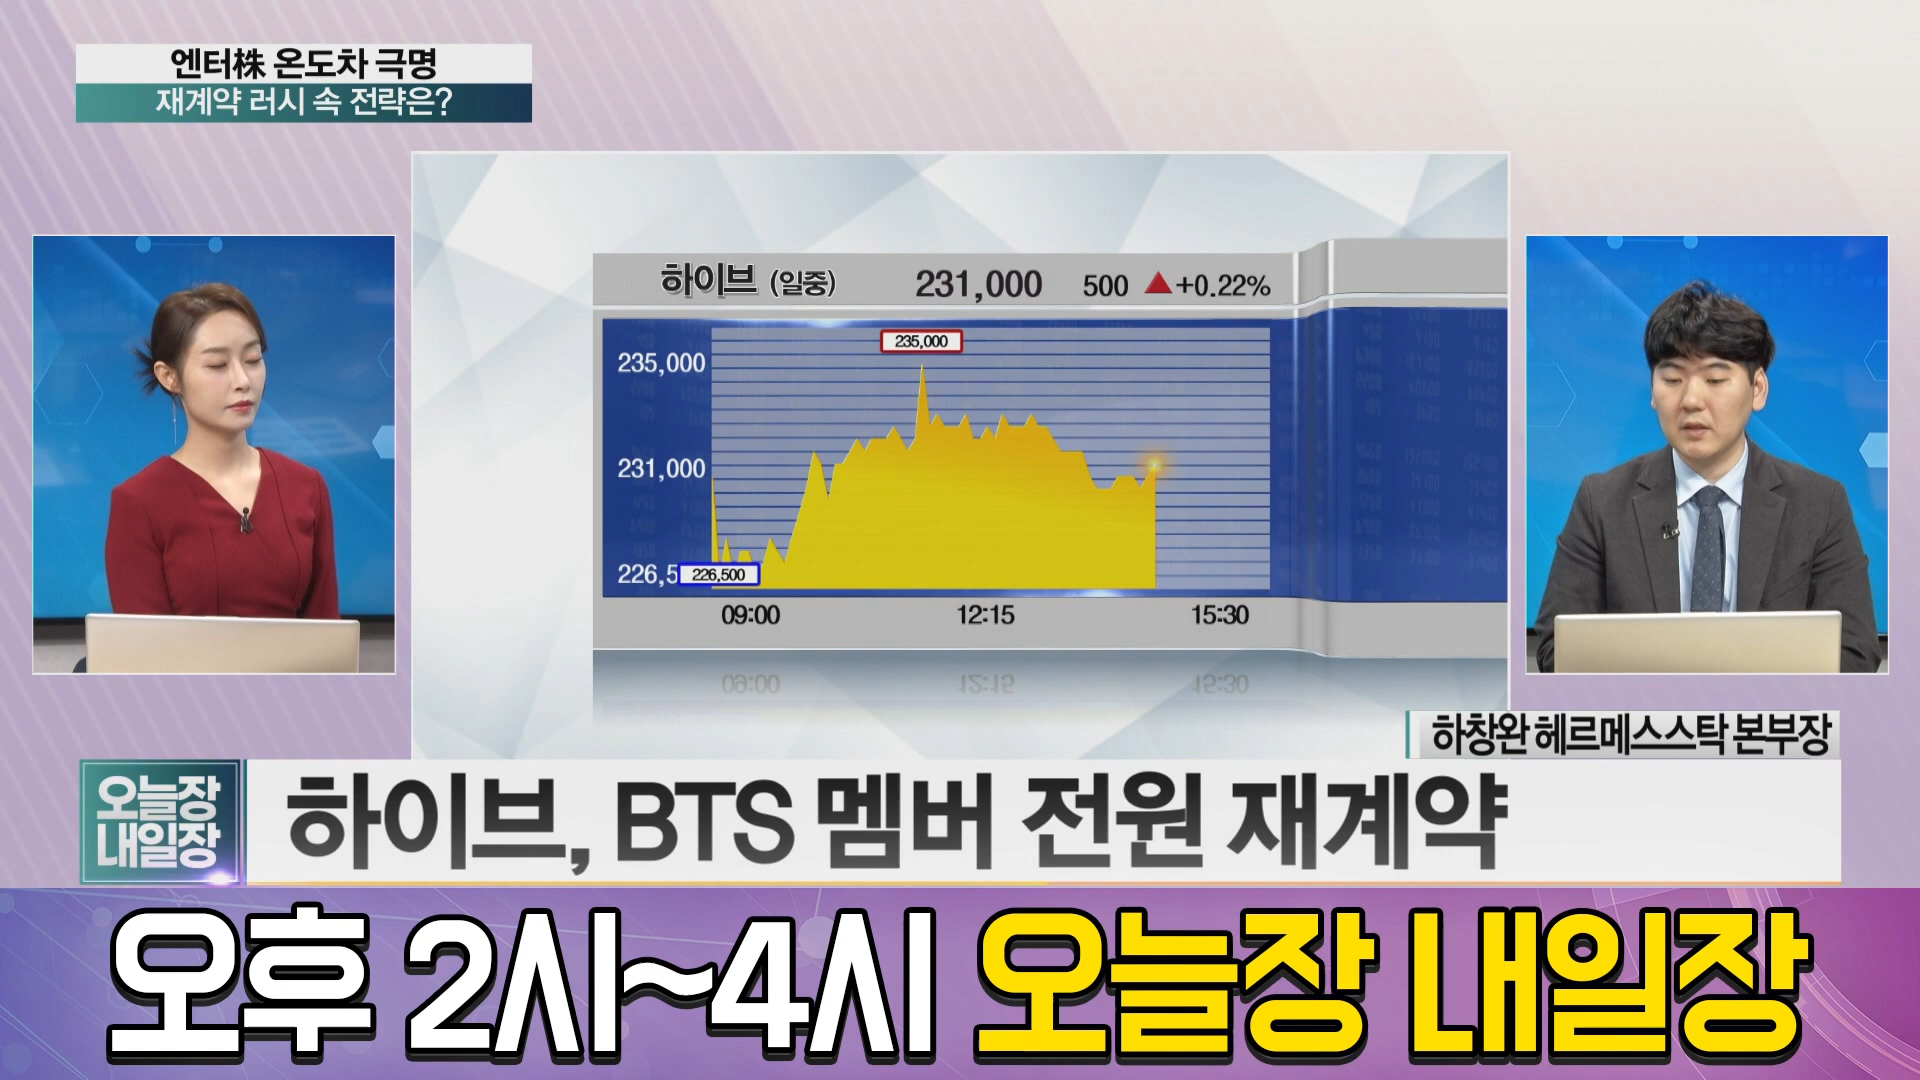 엔터株 온도차 극명
재계약 러시 속 전략은?
하이브 (일중) 231,000 500 ▲+0.22%
235,000
235,000
231,000
226,5
226,500
09:00 12:15 15:30
하창완 헤르메스스탁 본부장
오늘장
내일장
하이브, BTS 멤버 전원 재계약
오후 2시~4시 오늘장 내일장